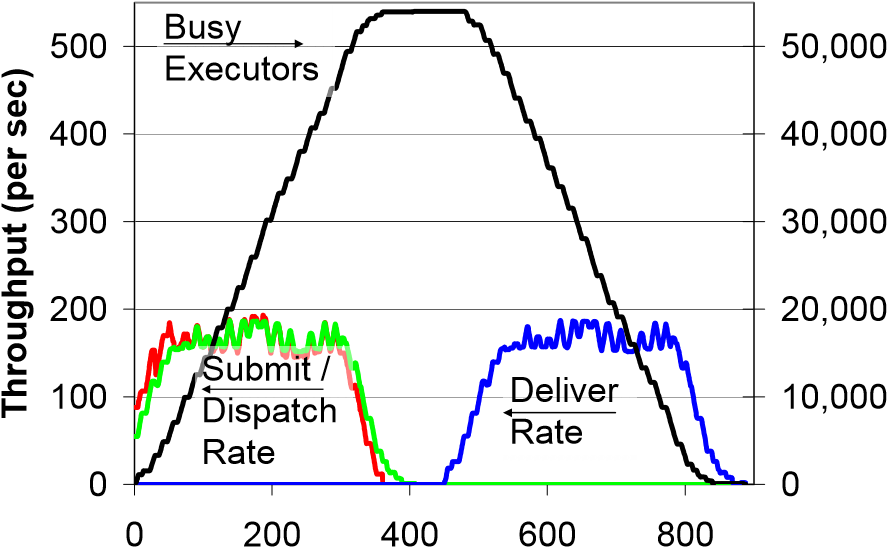 Throughput (per sec)
500
400
300
200
100
0
Busy
Executors
Submit /
Dispatch
Rate
Deliver
Rate
50,000
40,000
30,000
20,000
10,000
0
0 200 400 600 800